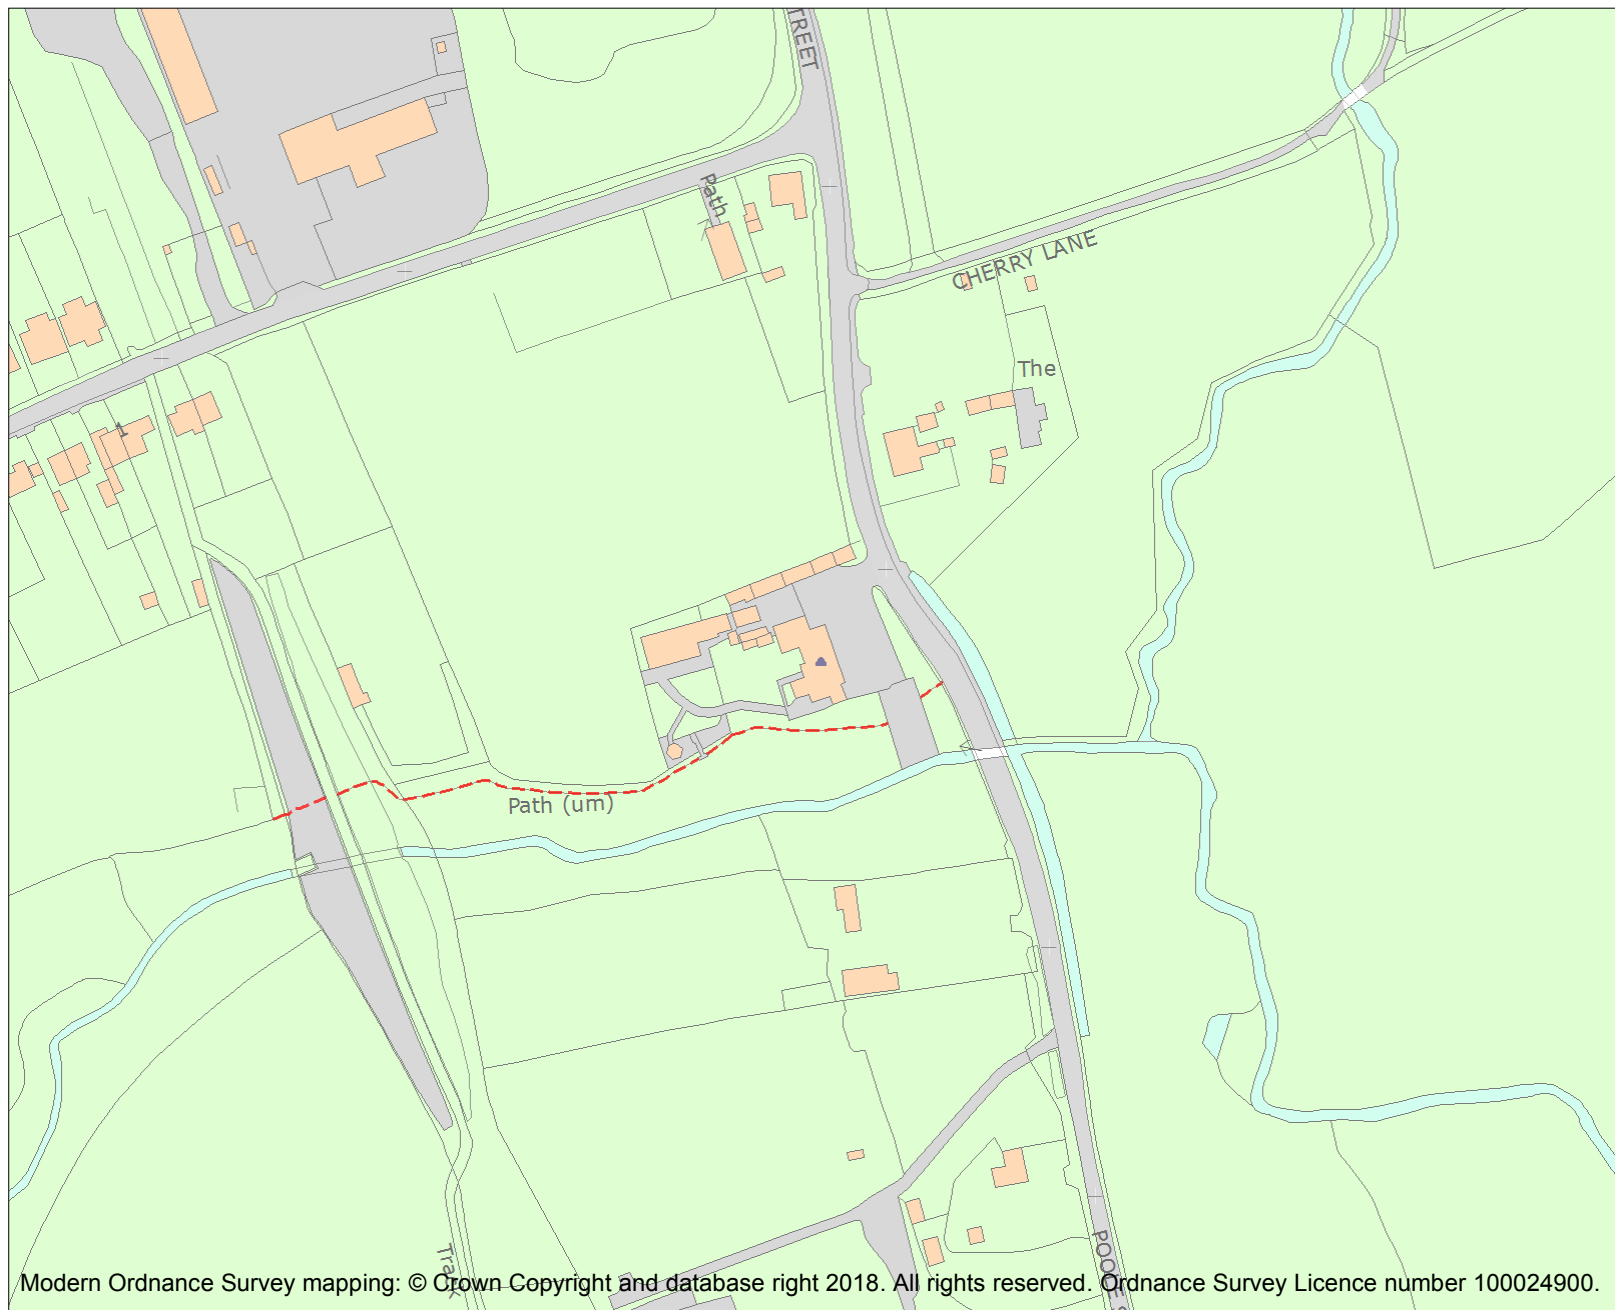 TREET
Path
CHERRY LANE
The
1
Path (um)
Track
POOLE S
Modern Ordnance Survey mapping: © Crown Copyright and database right 2018. All rights reserved. Ordnance Survey Licence number 100024900.